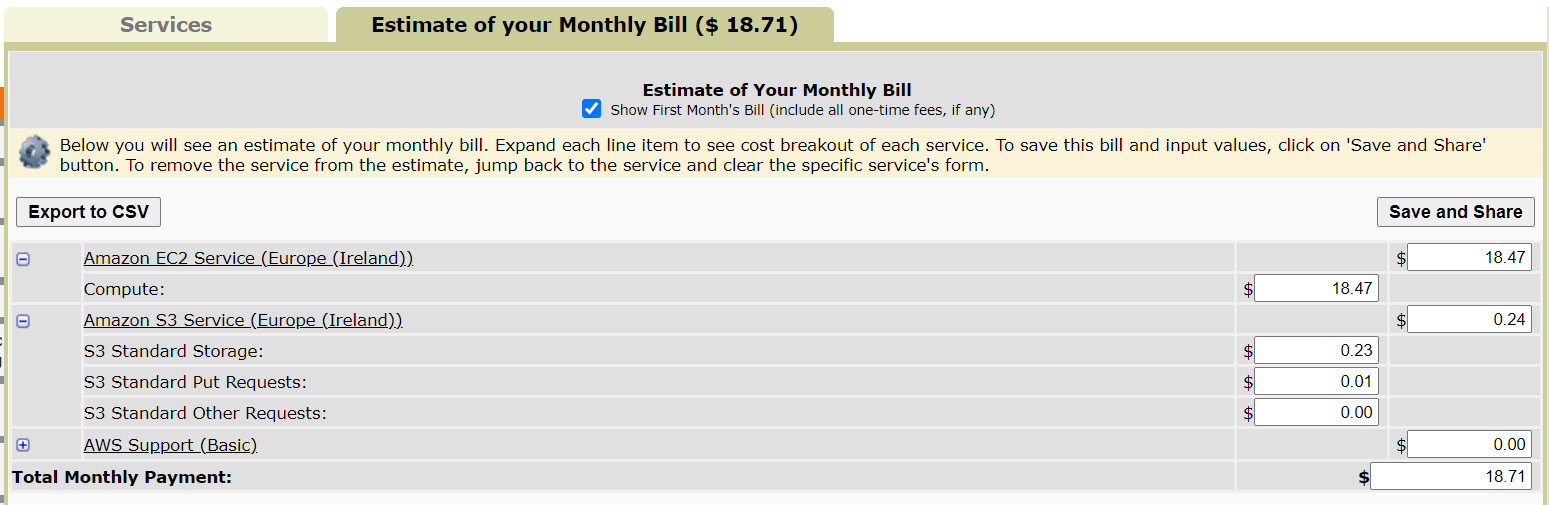 Services
Estimate of your Monthly Bill ($ 18.71)
Estimate of Your Monthly Bill
Show First Month's Bill (include all one-time fees, if any)
Below you will see an estimate of your monthly bill. Expand each line item to see cost breakout of each service. To save this bill and input values, click on 'Save and Share'
button. To remove the service from the estimate, jump back to the service and clear the specific service's form.
Export to CSV
Save and Share
Amazon EC2 Service (Europe (Ireland)) $ 18.47
Compute: $ 18.47
Amazon S3 Service (Europe (Ireland)) $ 0.24
S3 Standard Storage: $ 0.23
S3 Standard Put Requests: $ 0.01
S3 Standard Other Requests: $ 0.00
AWS Support (Basic) $ 0.00
Total Monthly Payment: $ 18.71